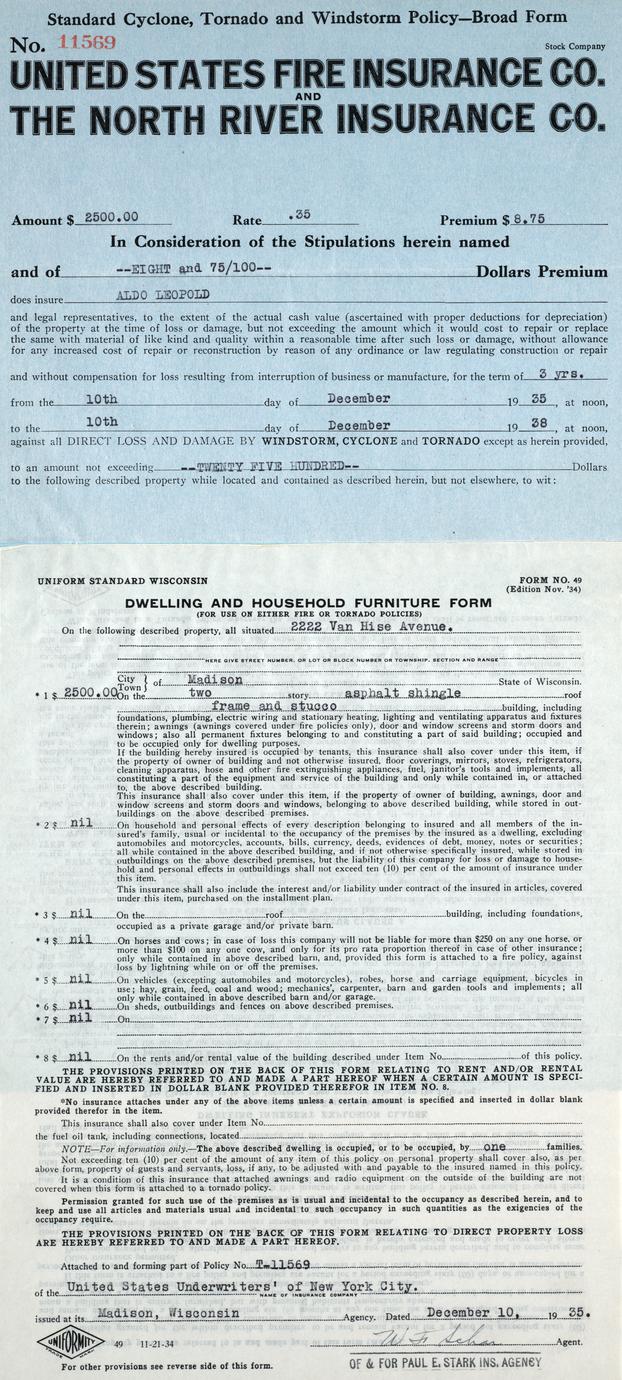 Standard Cyclone, Tornado and Windstorm Policy—Broad Form
No. 11569
Stock Company
UNITED STATES FIRE INSURANCE CO.
AND
THE NORTH RIVER INSURANCE CO.
Amount $ 2500.00 Rate .35 Premium $ 8.75
In Consideration of the Stipulations herein named
and of --EIGHT and 75/100-- Dollars Premium
does insure ALDO LEOPOLD
and legal representatives, to the extent of the actual cash value (ascertained with proper deductions for depreciation)
of the property at the time of loss or damage, but not exceeding the amount which it would cost to repair or replace
the same with material of like kind and quality within a reasonable time after such loss or damage, without allowance
for any increased cost of repair or reconstruction by reason of any ordinance or law regulating construction or repair
and without compensation for loss resulting from interruption of business or manufacture, for the term of 3 yrs.
from the 10th day of December 19 35, at noon,
to the 10th day of December 19 38, at noon,
against all DIRECT LOSS AND DAMAGE BY WINDSTORM, CYCLONE and TORNADO except as herein provided,
to an amount not exceeding --TWENTY FIVE HUNDRED-- Dollars
to the following described property while located and contained as described herein, but not elsewhere, to wit:
UNIFORM STANDARD WISCONSIN FORM NO. 49
(Edition Nov. '34)
DWELLING AND HOUSEHOLD FURNITURE FORM
(FOR USE ON EITHER FIRE OR TORNADO POLICIES)
On the following described property, all situated 2222 Van Hise Avenue.
"HERE GIVE STREET NUMBER, OR LOT OR BLOCK NUMBER OR TOWNSHIP, SECTION AND RANGE"
City Town } of Madison State of Wisconsin.
* 1 $ 2500.00 On the two story asphalt shingle roof
frame and stucco building, including
foundations, plumbing, electric wiring and stationary heating, lighting and ventilating apparatus and fixtures
therein; awnings (awnings covered under fire policies only), door and window screens and storm doors and
windows; also all permanent fixtures belonging to and constituting a part of said building; occupied and
to be occupied only for dwelling purposes.
If the building hereby insured is occupied by tenants, this insurance shall also cover under this item, if
the property of owner of building and not otherwise insured, floor coverings, mirrors, stoves, refrigerators,
cleaning apparatus, hose and other fire extinguishing appliances, fuel, janitor's tools and implements, all
constituting a part of the equipment and service of the building and only while contained in, or attached
to, the above described building.
This insurance shall also cover under this item, if the property of owner of building, awnings, door and
window screens and storm doors and windows, belonging to above described building, while stored in out-
buildings on the above described premises.
* 2 $ nil On household and personal effects of every description belonging to insured and all members of the in-
sured's family, usual or incidental to the occupancy of the premises by the insured as a dwelling, excluding
automobiles and motorcycles, accounts, bills, currency, deeds, evidences of debt, money, notes or securities;
all while contained in the above described building, and if not otherwise specifically insured, while stored in
outbuildings on the above described premises, but the liability of this company for loss or damage to house-
hold and personal effects in outbuildings shall not exceed ten (10) per cent of the amount of insurance under
this item.
This insurance shall also include the interest and/or liability under contract of the insured in articles, covered
under this item, purchased on the installment plan.
* 3 $ nil On the roof building, including foundations,
occupied as a private garage and/or private barn.
* 4 $ nil On horses and cows; in case of loss this company will not be liable for more than $250 on any one horse, or
more than $100 on any one cow, and only for its pro rata proportion thereof in case of other insurance;
only while contained in above described barn, and, provided this form is attached to a fire policy, against
loss by lightning while on or off the premises.
* 5 $ nil On vehicles (excepting automobiles and motorcycles), robes, horse and carriage equipment, bicycles in
use; hay, grain, feed, coal and wood; mechanics', carpenter, barn and garden tools and implements; all
only while contained in above described barn and/or garage.
* 6 $ nil On sheds, outbuildings and fences on above described premises.
* 7 $ nil On
* 8 $ nil On the rents and/or rental value of the building described under Item No. of this policy.
THE PROVISIONS PRINTED ON THE BACK OF THIS FORM RELATING TO RENT AND/OR RENTAL
VALUE ARE HEREBY REFERRED TO AND MADE A PART HEREOF WHEN A CERTAIN AMOUNT IS SPECI-
FIED AND INSERTED IN DOLLAR BLANK PROVIDED THEREFOR IN ITEM NO. 8.
*No insurance attaches under any of the above items unless a certain amount is specified and inserted in dollar blank
provided therefor in the item.
This insurance shall also cover under Item No.
the fuel oil tank, including connections, located
NOTE—For information only.—The above described dwelling is occupied, or to be occupied, by one families.
Not exceeding ten (10) per cent of the amount of any item of this policy on personal property shall cover also, as per
above form, property of guests and servants, loss, if any, to be adjusted with and payable to the insured named in this policy.
It is a condition of this insurance that attached awnings and radio equipment on the outside of the building are not
covered when this form is attached to a tornado policy.
Permission granted for such use of the premises as is usual and incidental to the occupancy as described herein, and to
keep and use all articles and materials usual and incidental to such occupancy in such quantities as the exigencies of the
occupancy require.
THE PROVISIONS PRINTED ON THE BACK OF THIS FORM RELATING TO DIRECT PROPERTY LOSS
ARE HEREBY REFERRED TO AND MADE A PART HEREOF.
Attached to and forming part of Policy No. T-11569
of the United States Underwriters' of New York City.
NAME OF INSURANCE COMPANY
issued at its Madison, Wisconsin Agency. Dated December 10, 19 35.
UNIFORMITY 49 11-21-34 Agent.
OF & FOR PAUL E. STARK INS. AGENCY
For other provisions see reverse side of this form.